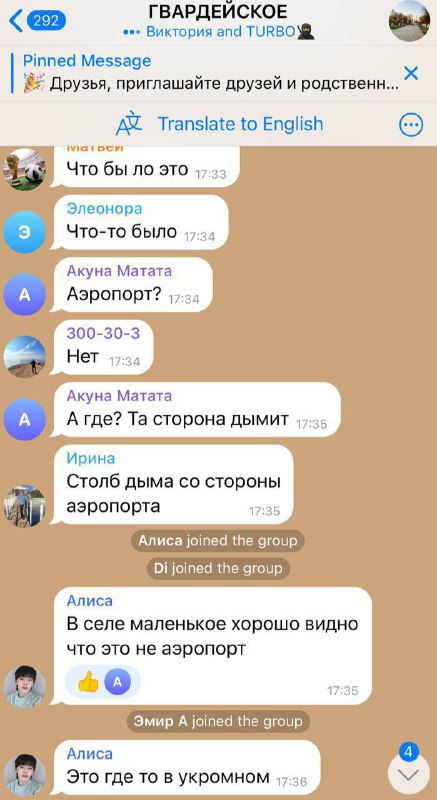 292
ГВАРДЕЙСКОЕ
Виктория and TURBO
Pinned Message
Друзья, приглашайте друзей и родственн...
Translate to English
Матвей
Что бы ло это 17:33
Э
Элеонора
Что-то было 17:34
А
Акуна Матата
Аэропорт? 17:34
300-30-3
Нет 17:34
А
Акуна Матата
А где? Та сторона дымит 17:35
Ирина
Столб дыма со стороны
аэропорта 17:35
Алиса joined the group
Di joined the group
Алиса
В селе маленькое хорошо видно
что это не аэропорт
А
17:35
Эмир А joined the group
Алиса
Это где то в укромном 17:36
4